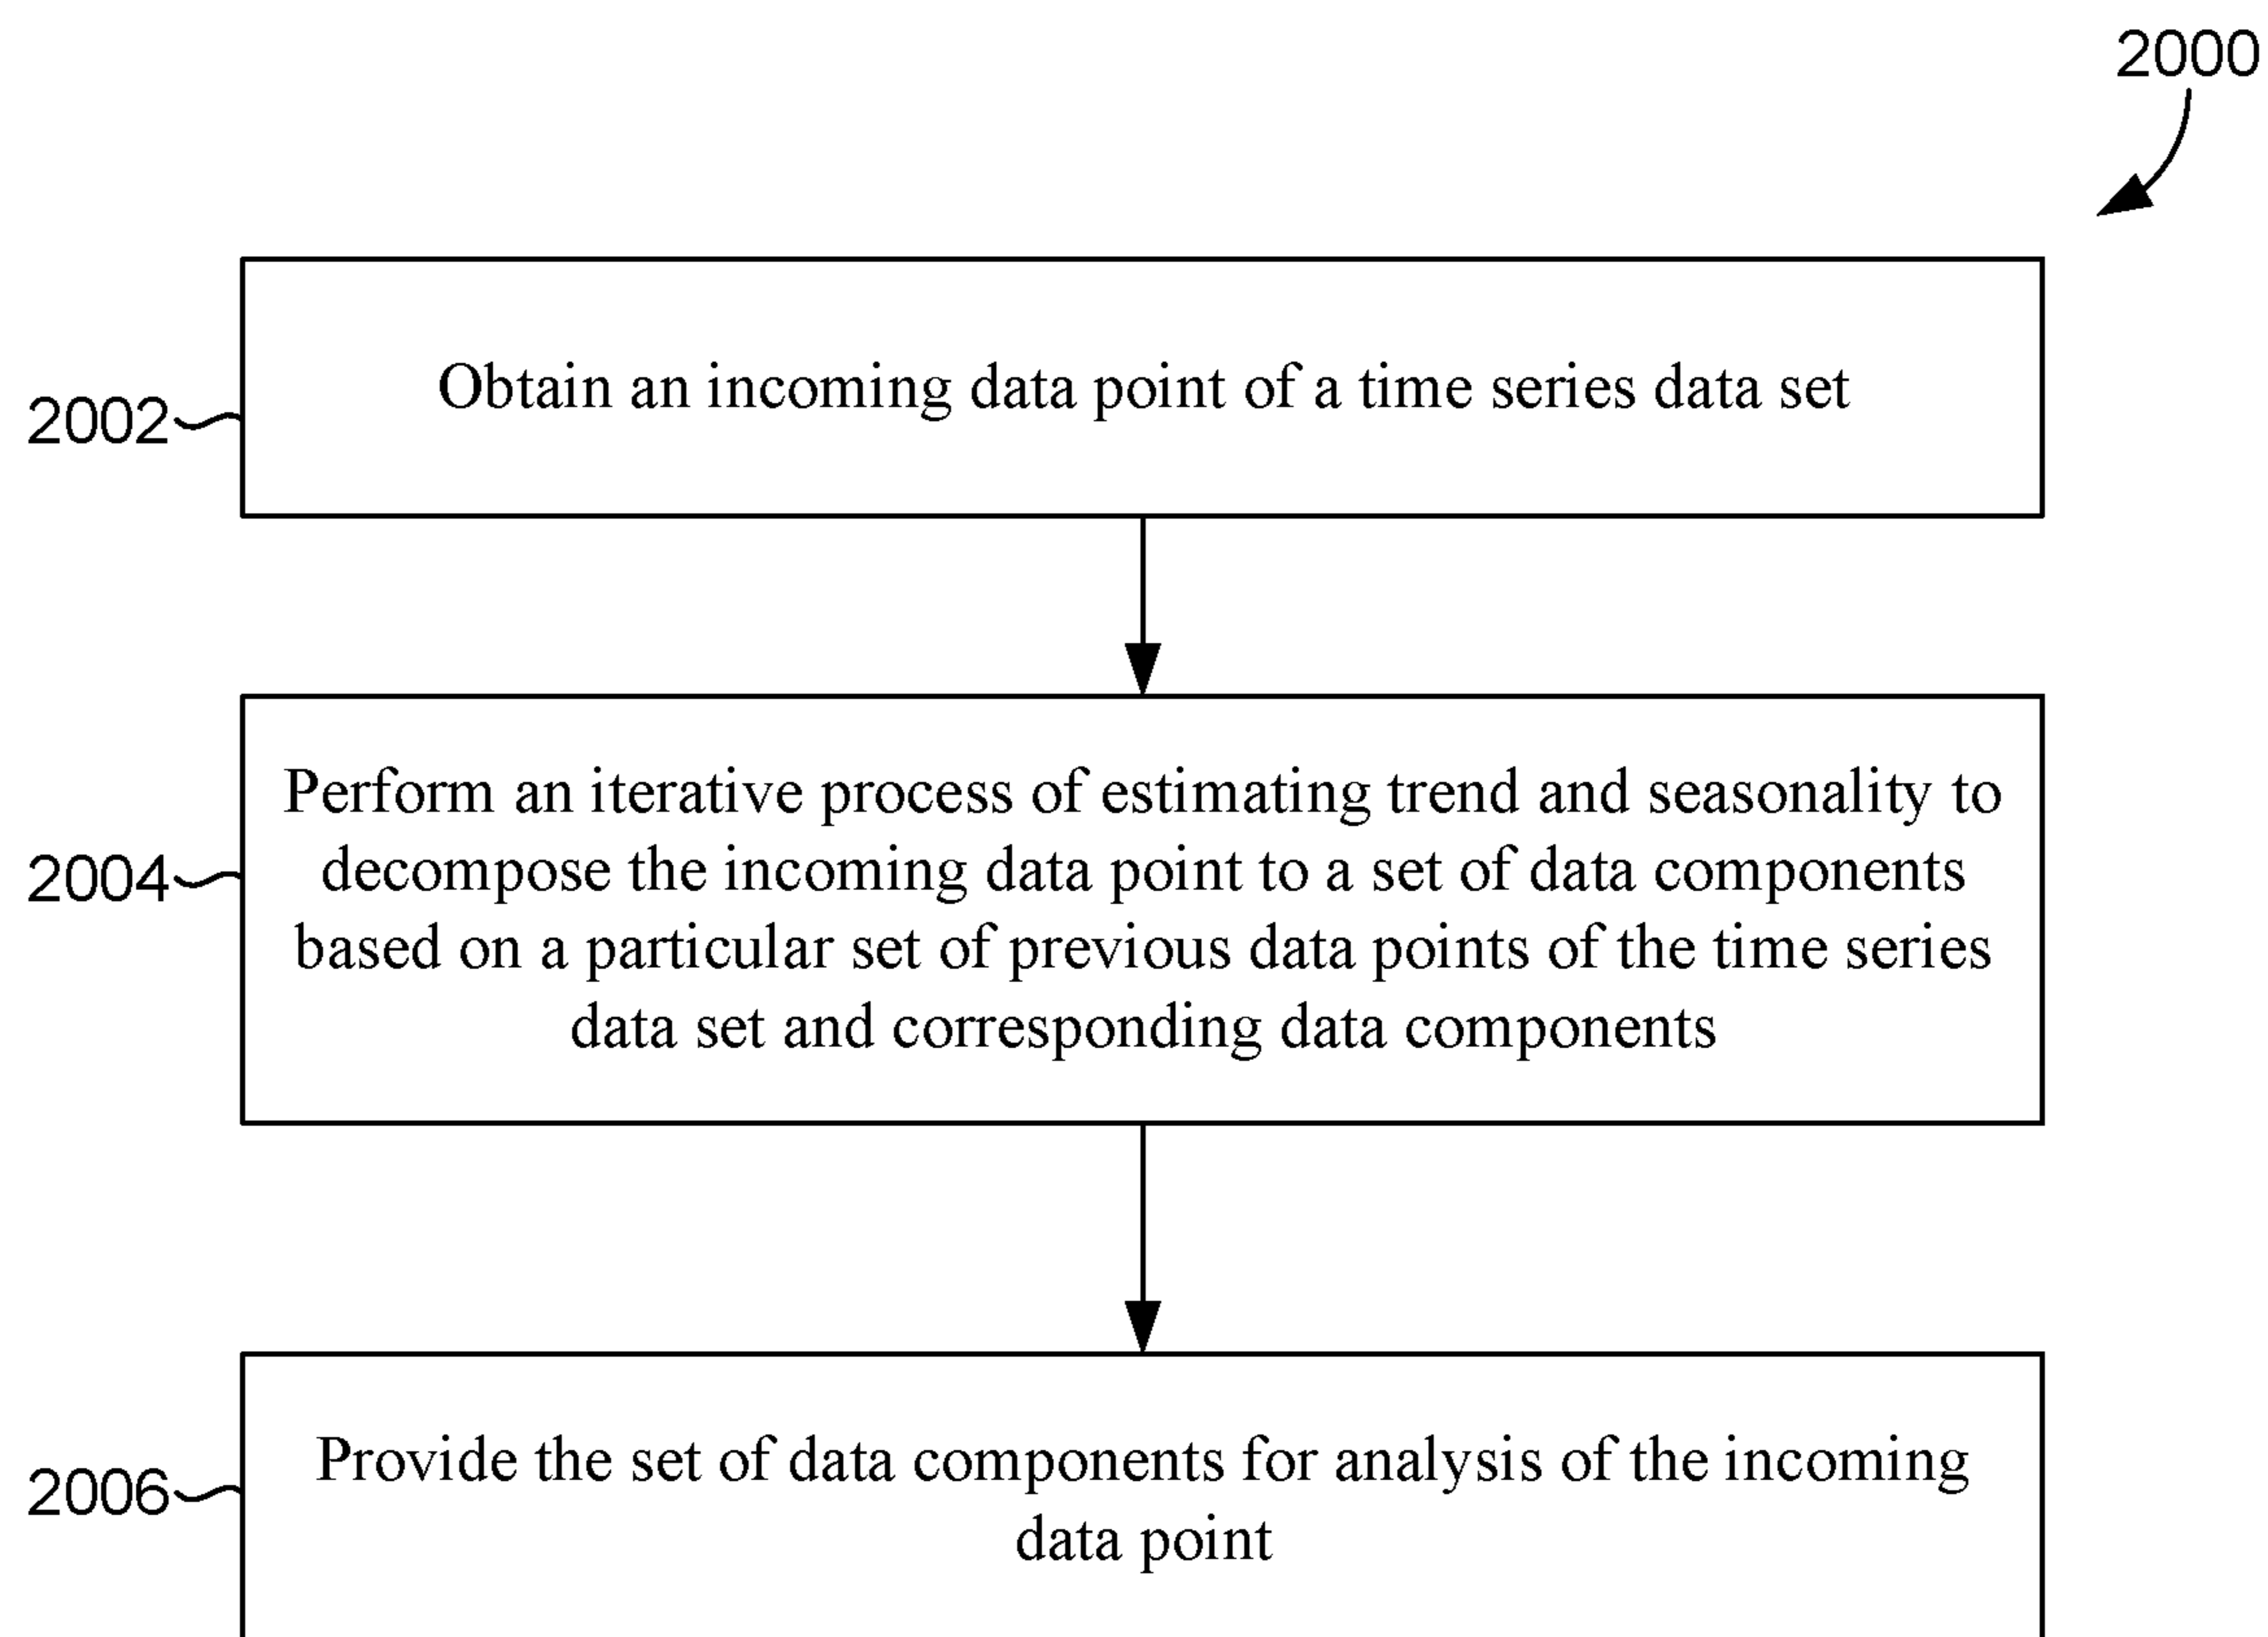 2000
Obtain an incoming data point of a time series data set
2002
Perform an iterative process of estimating trend and seasonality to
decompose the incoming data point to a set of data components
2004
based on a particular set of previous data points of the time series
data set and corresponding data components
Provide the set of data components for analysis of the incoming
2006
data point